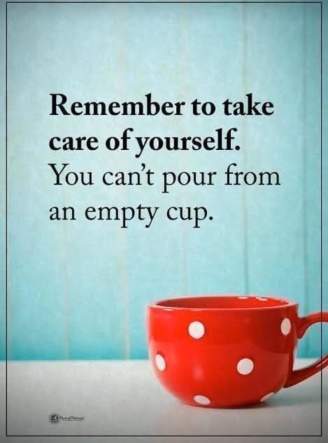 Remember to take
care of yourself.
You can't pour from
an empty cup.